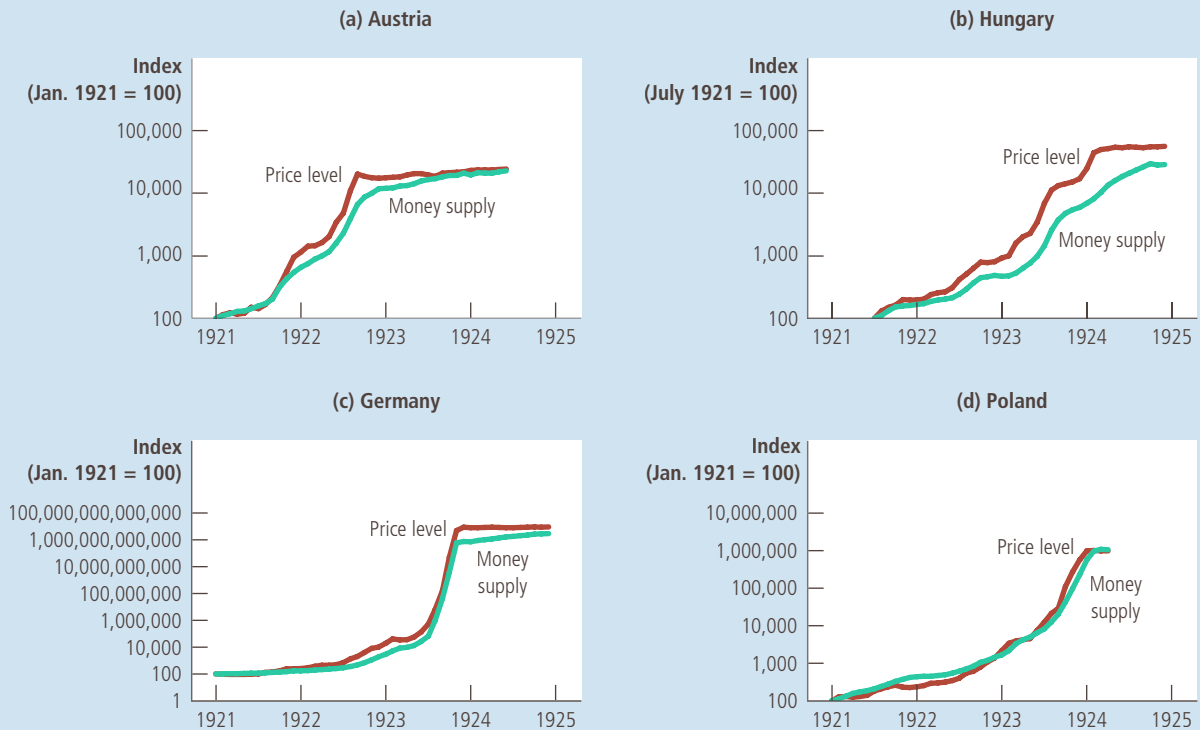 (a) Austria
Index
(Jan. 1921 = 100)
100,000
10,000
1,000
100
Price level
Money supply
1921 1922 1923 1924 1925
(b) Hungary
Index
(July 1921 = 100)
100,000
10,000
1,000
100
Price level
Money supply
1921 1922 1923 1924 1925
(c) Germany
Index
(Jan. 1921 = 100)
100,000,000,000,000
1,000,000,000,000
10,000,000,000
100,000,000
1,000,000
10,000
100
1
Price level
Money
supply
1921 1922 1923 1924 1925
(d) Poland
Index
(Jan. 1921 = 100)
10,000,000
1,000,000
100,000
10,000
1,000
100
Price level
Money
supply
1921 1922 1923 1924 1925